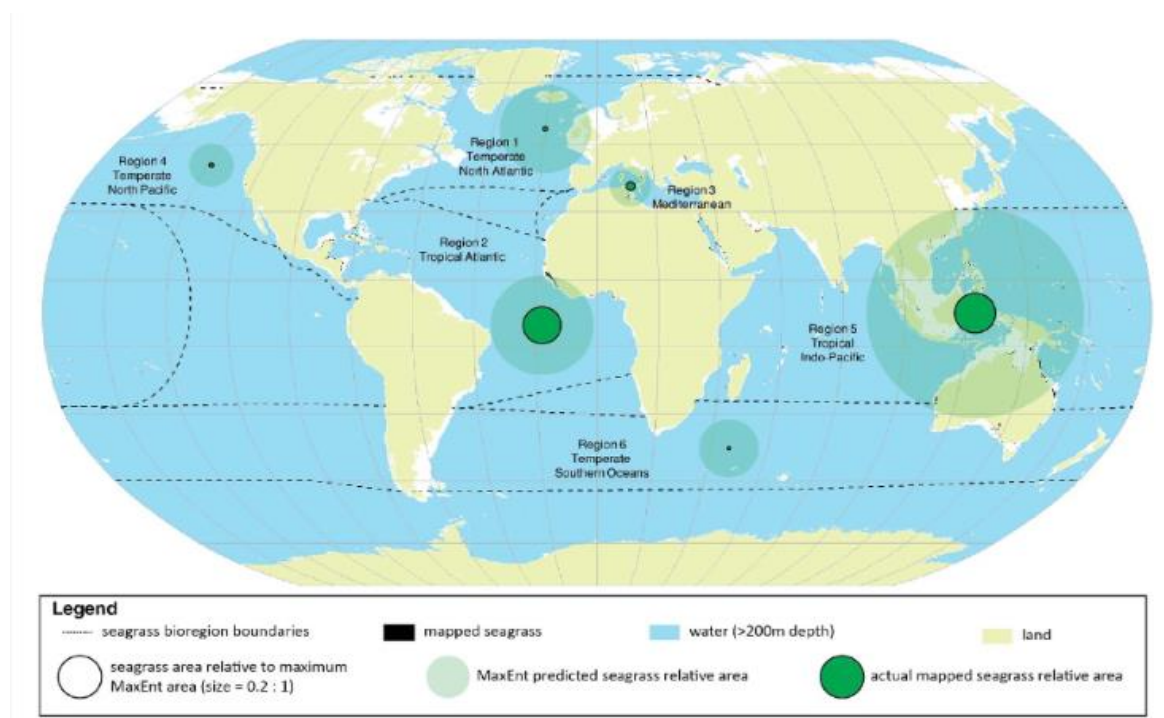 Region 1
Temperate
North Atlantic
Region 4
Temperate
North Pacific
Region 3
Mediterranean
Region 2
Tropical Atlantic
Region 5
Tropical
Indo-Pacific
Region 6
Temperate
Southern Oceans
Legend
seagrass bioregion boundaries
mapped seagrass
water (>200m depth)
land
seagrass area relative to maximum
MaxEnt area (size = 0.2 : 1)
MaxEnt predicted seagrass relative area
actual mapped seagrass relative area